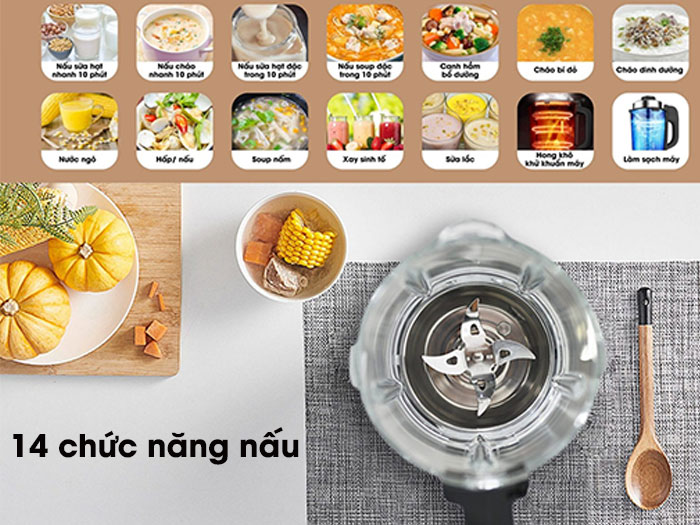 Nấu sữa hạt
nhanh 10 phút
Nấu cháo
nhanh 10 phút
Nấu sữa hạt đặc
trong 10 phút
Nấu soup đặc
trong 10 phút
Canh hầm
bổ dưỡng
Cháo bí đỏ
Cháo dinh dưỡng
Nước ngô
Hấp/ nấu
Soup nấm
Xay sinh tố
Sữa lắc
Hong khô
khử khuẩn máy
Làm sạch máy
14 chức năng nấu